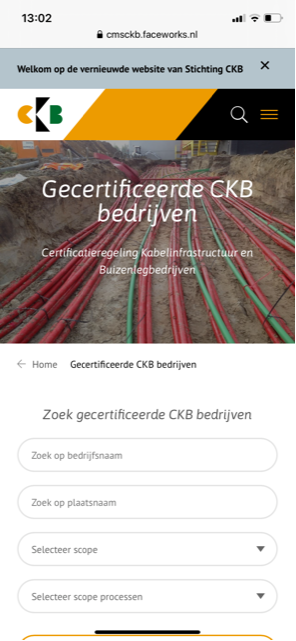 13:02
cmsckb.faceworks.nl
Welkom op de vernieuwde website van Stichting CKB
CKB
Gecertificeerde CKB
bedrijven
Certificatieregeling Kabelinfrastructuur en
Buizenlegbedrijven
Home Gecertificeerde CKB bedrijven
Zoek gecertificeerde CKB bedrijven
Zoek op bedrijfsnaam
Zoek op plaatsnaam
Selecteer scope
Selecteer scope processen